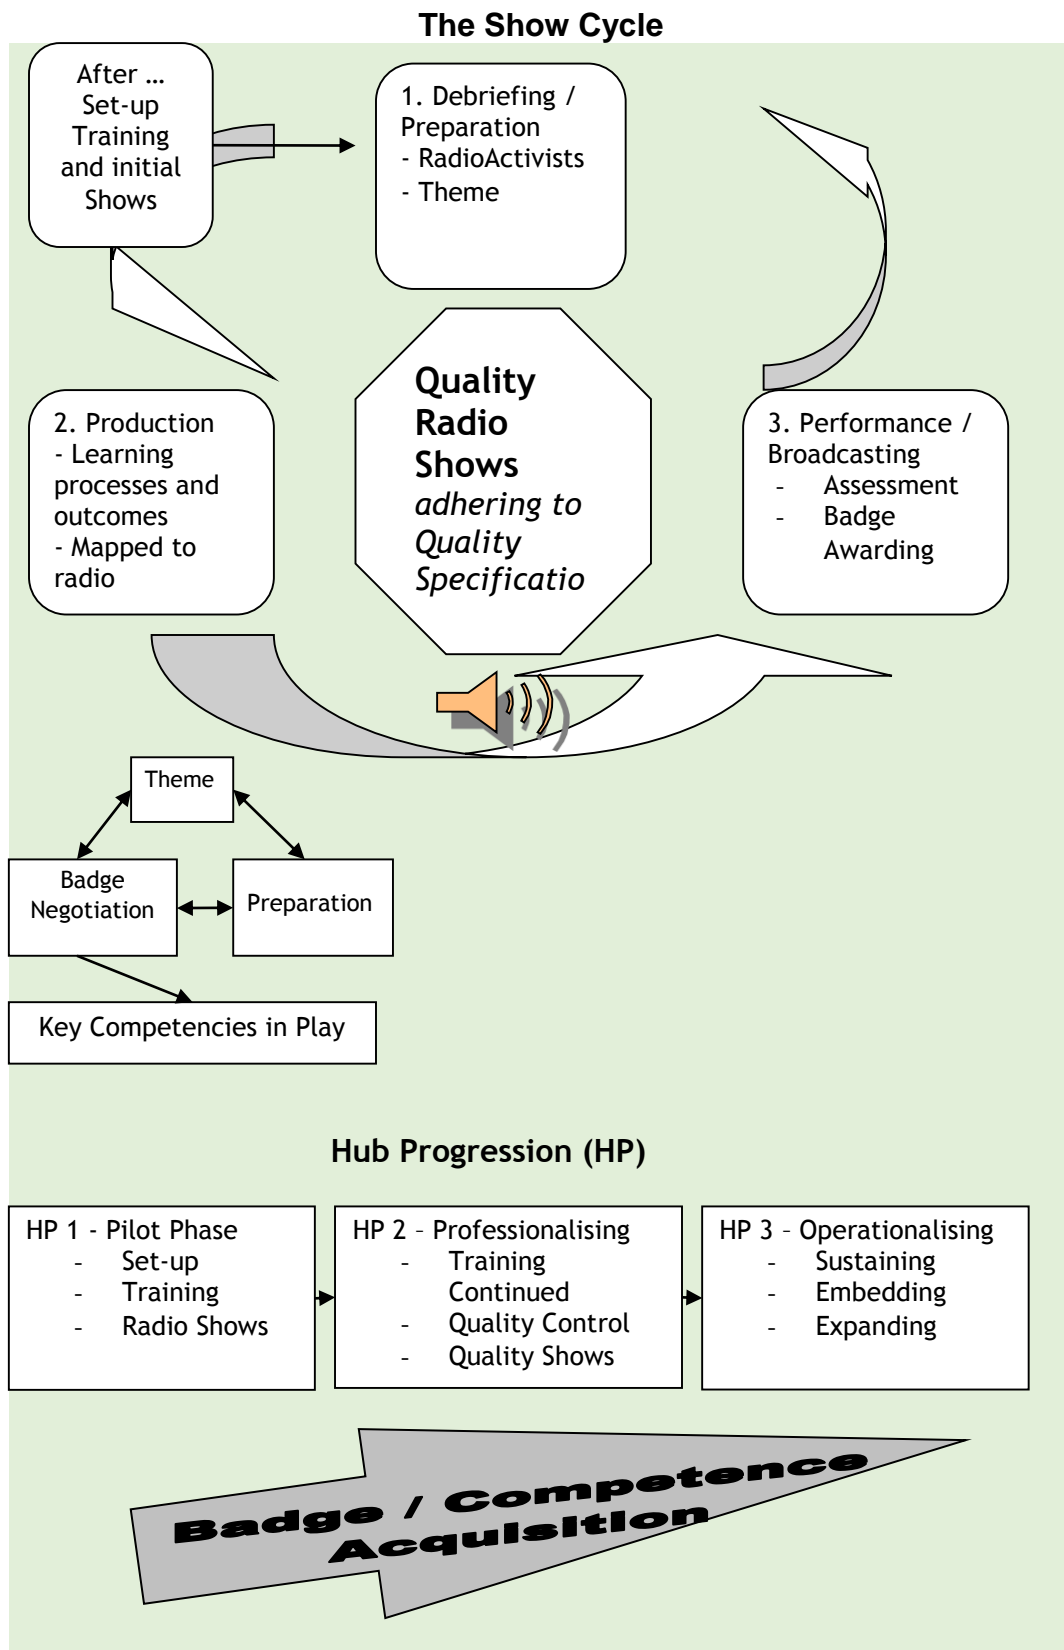 The Show Cycle
After …
Set-up
Training
and initial
Shows
1. Debriefing /
Preparation
- RadioActivists
- Theme
Quality
Radio
Shows
adhering to
Quality
Specificatio
2. Production
- Learning
processes and
outcomes
- Mapped to
radio
3. Performance /
Broadcasting
- Assessment
- Badge
Awarding
Theme
Badge
Negotiation
Preparation
Key Competencies in Play
Hub Progression (HP)
HP 1 - Pilot Phase
- Set-up
- Training
- Radio Shows
HP 2 – Professionalising
- Training
Continued
- Quality Control
- Quality Shows
HP 3 – Operationalising
- Sustaining
- Embedding
- Expanding
Badge / Competence
Acquisition